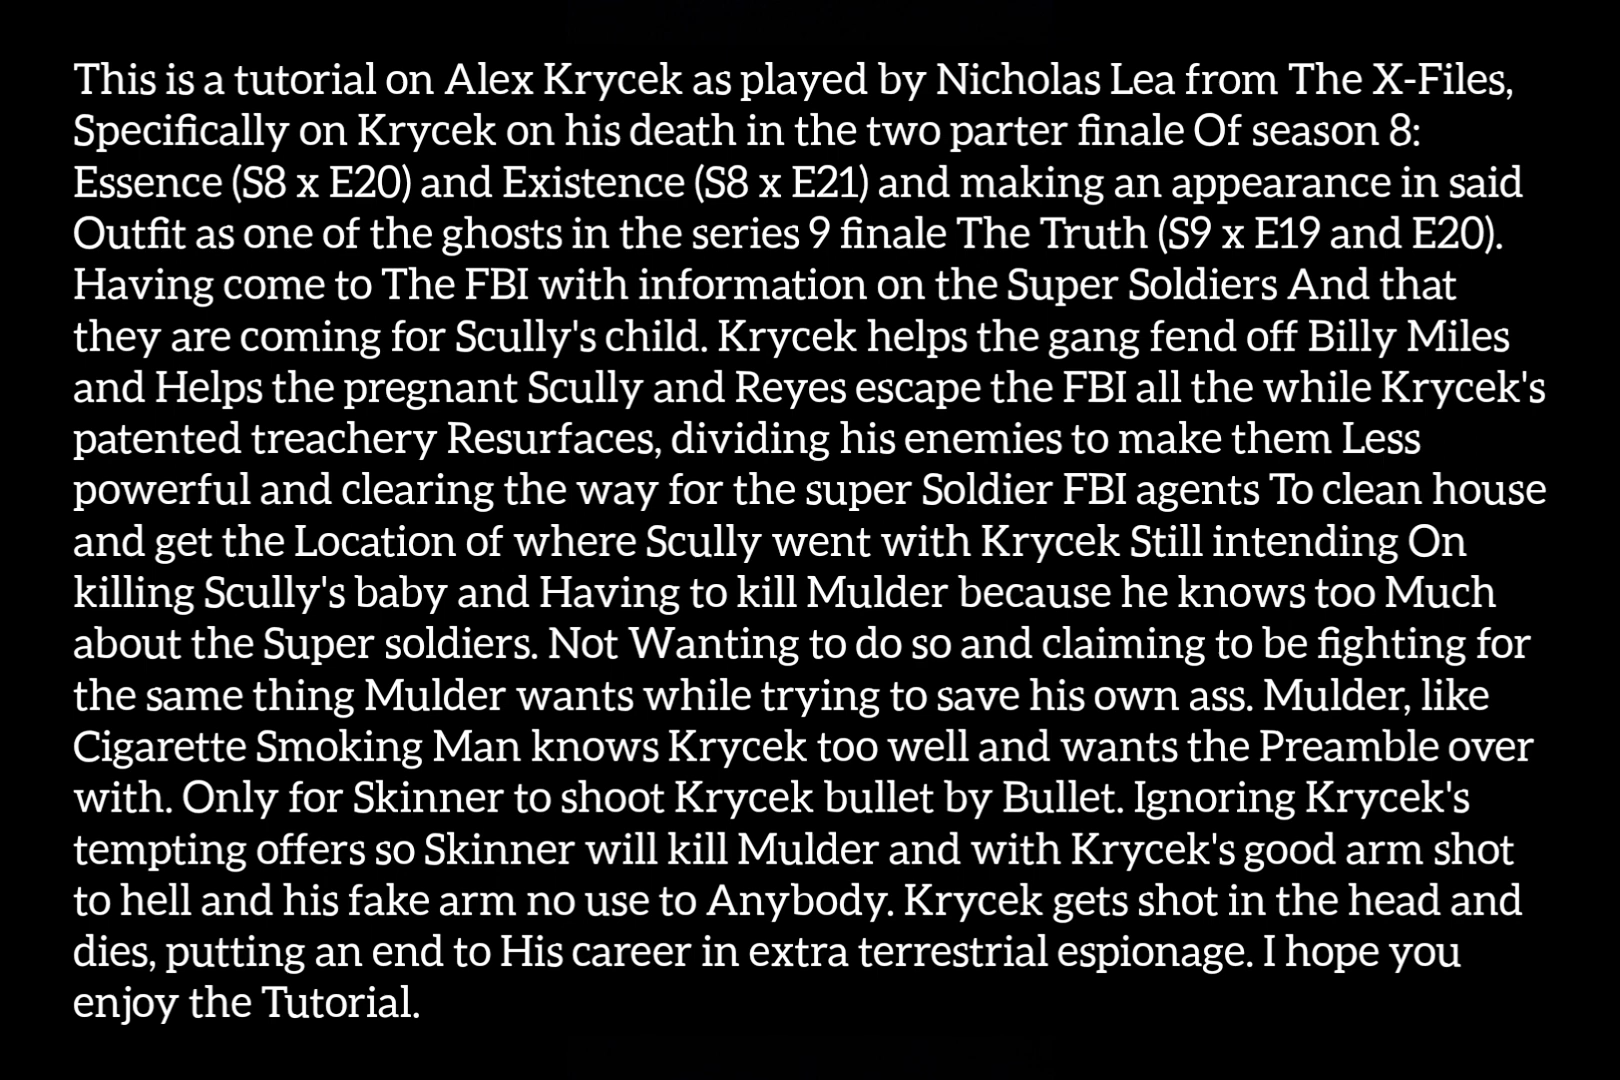 This is a tutorial on Alex Krycek as played by Nicholas Lea from The X-Files,
Specifically on Krycek on his death in the two parter finale Of season 8:
Essence (S8 x E20) and Existence (S8 x E21) and making an appearance in said
Outfit as one of the ghosts in the series 9 finale The Truth (S9 x E19 and E20).
Having come to The FBI with information on the Super Soldiers And that
they are coming for Scully's child. Krycek helps the gang fend off Billy Miles
and Helps the pregnant Scully and Reyes escape the FBI all the while Krycek's
patented treachery Resurfaces, dividing his enemies to make them Less
powerful and clearing the way for the super Soldier FBI agents To clean house
and get the Location of where Scully went with Krycek Still intending On
killing Scully's baby and Having to kill Mulder because he knows too Much
about the Super soldiers. Not Wanting to do so and claiming to be fighting for
the same thing Mulder wants while trying to save his own ass. Mulder, like
Cigarette Smoking Man knows Krycek too well and wants the Preamble over
with. Only for Skinner to shoot Krycek bullet by Bullet. Ignoring Krycek's
tempting offers so Skinner will kill Mulder and with Krycek's good arm shot
to hell and his fake arm no use to Anybody. Krycek gets shot in the head and
dies, putting an end to His career in extra terrestrial espionage. I hope you
enjoy the Tutorial.